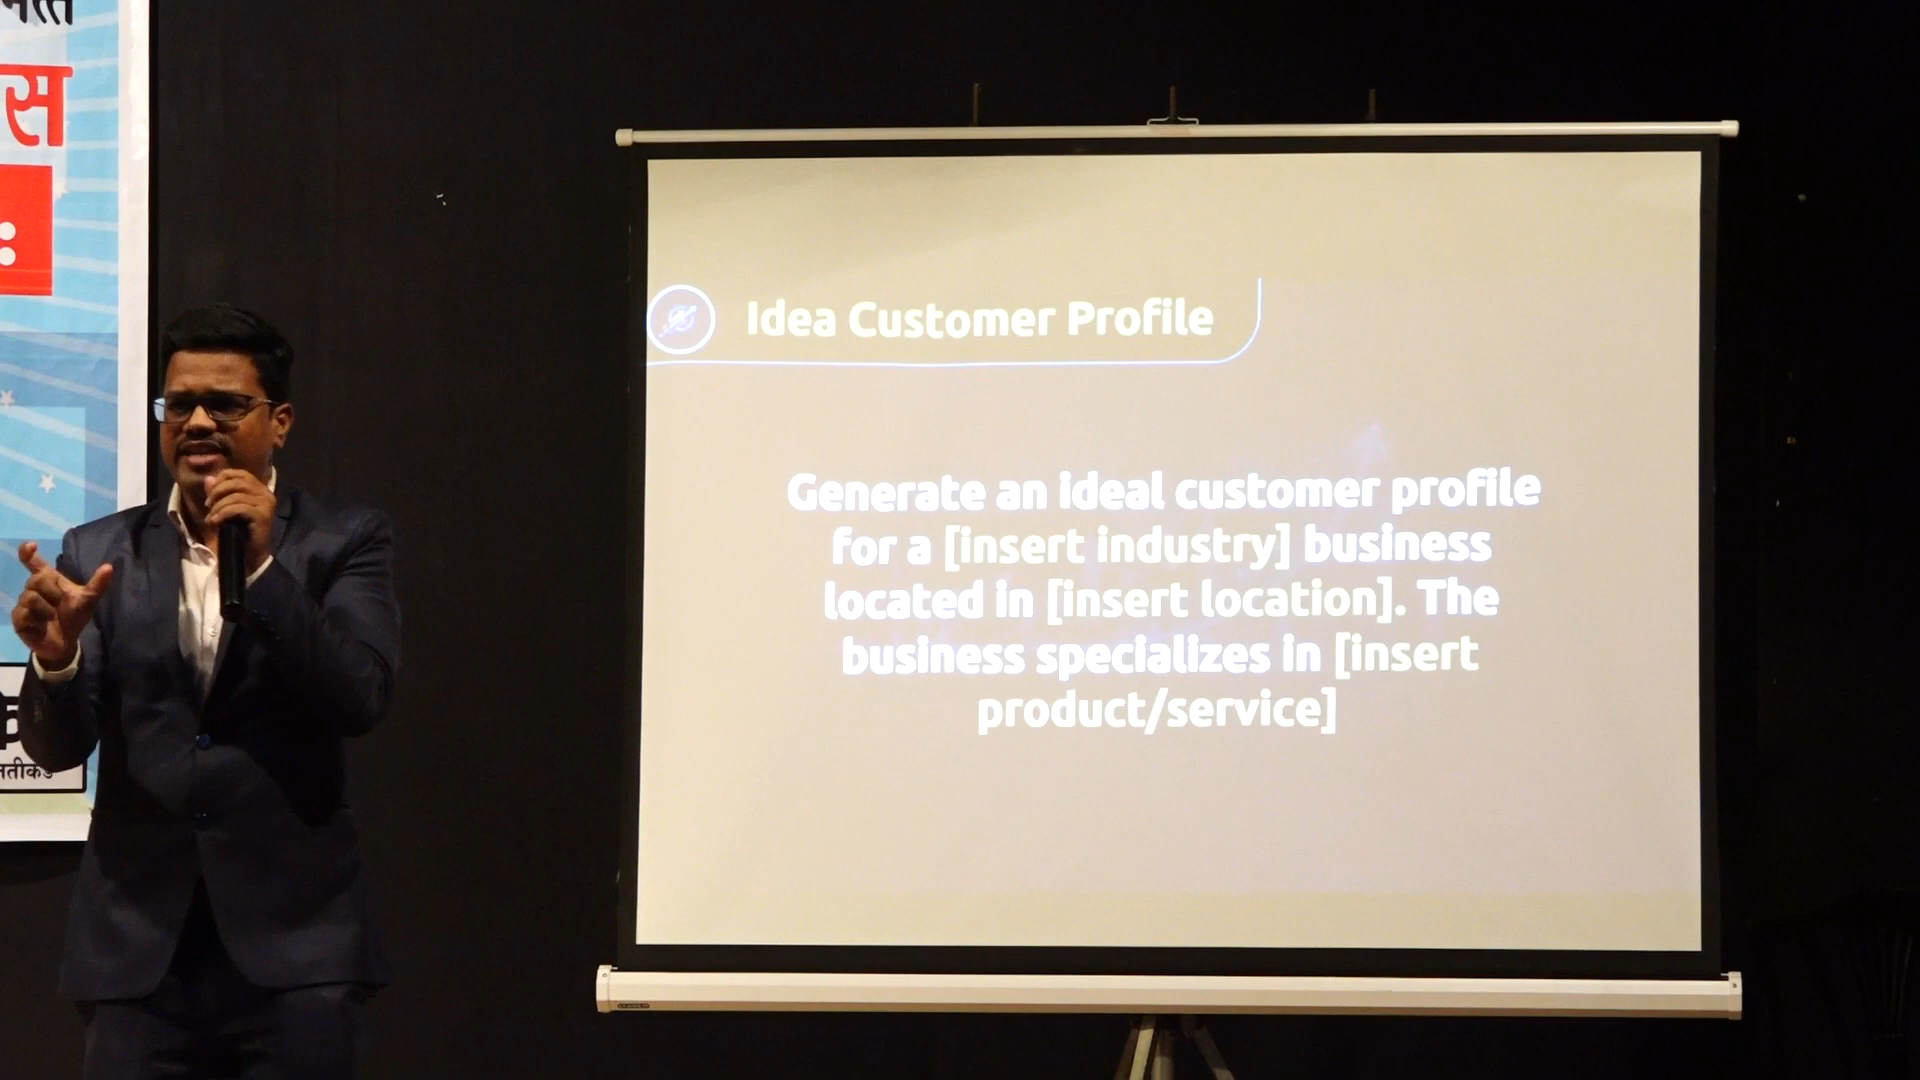 स
:
Idea Customer Profile
Generate an ideal customer profile
for a [insert industry] business
located in [insert location]. The
business specializes in [insert
product/service]